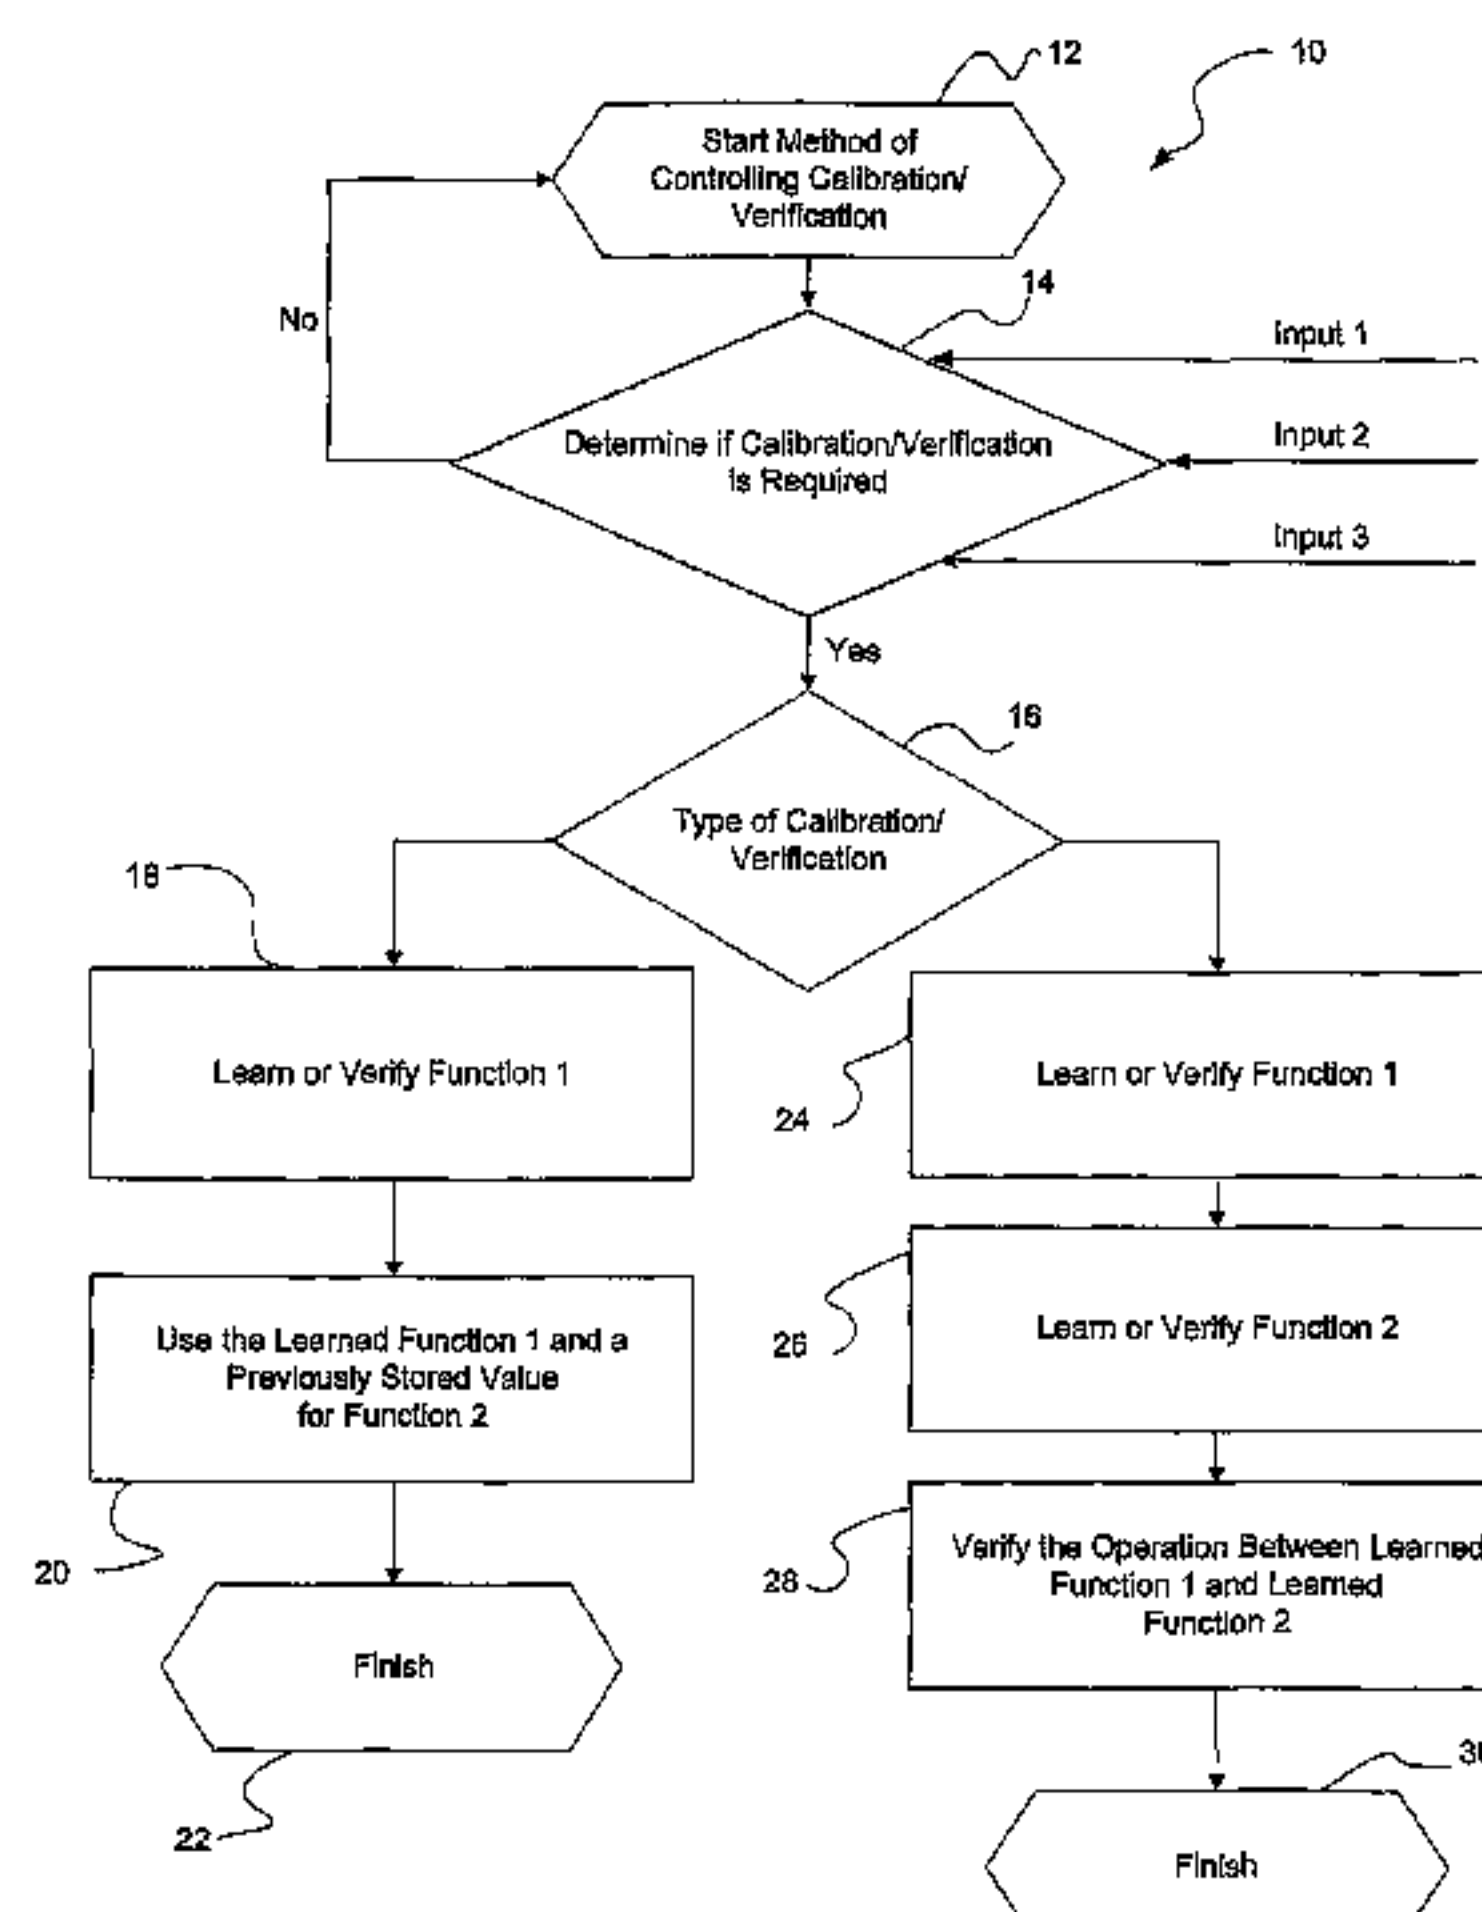 12
10
Start Method of
Controlling Calibration/
Verification
14
No
Input 1
Input 2
Input 3
Determine if Calibration/Verification
is Required
Yes
16
Type of Calibration/
Verification
18
Learn or Verify Function 1
24
Learn or Verify Function 1
Use the Learned Function 1 and a
Previously Stored Value
for Function 2
20
26
Learn or Verify Function 2
28
Verify the Operation Between Learned
Function 1 and Learned
Function 2
Finish
22
Finish